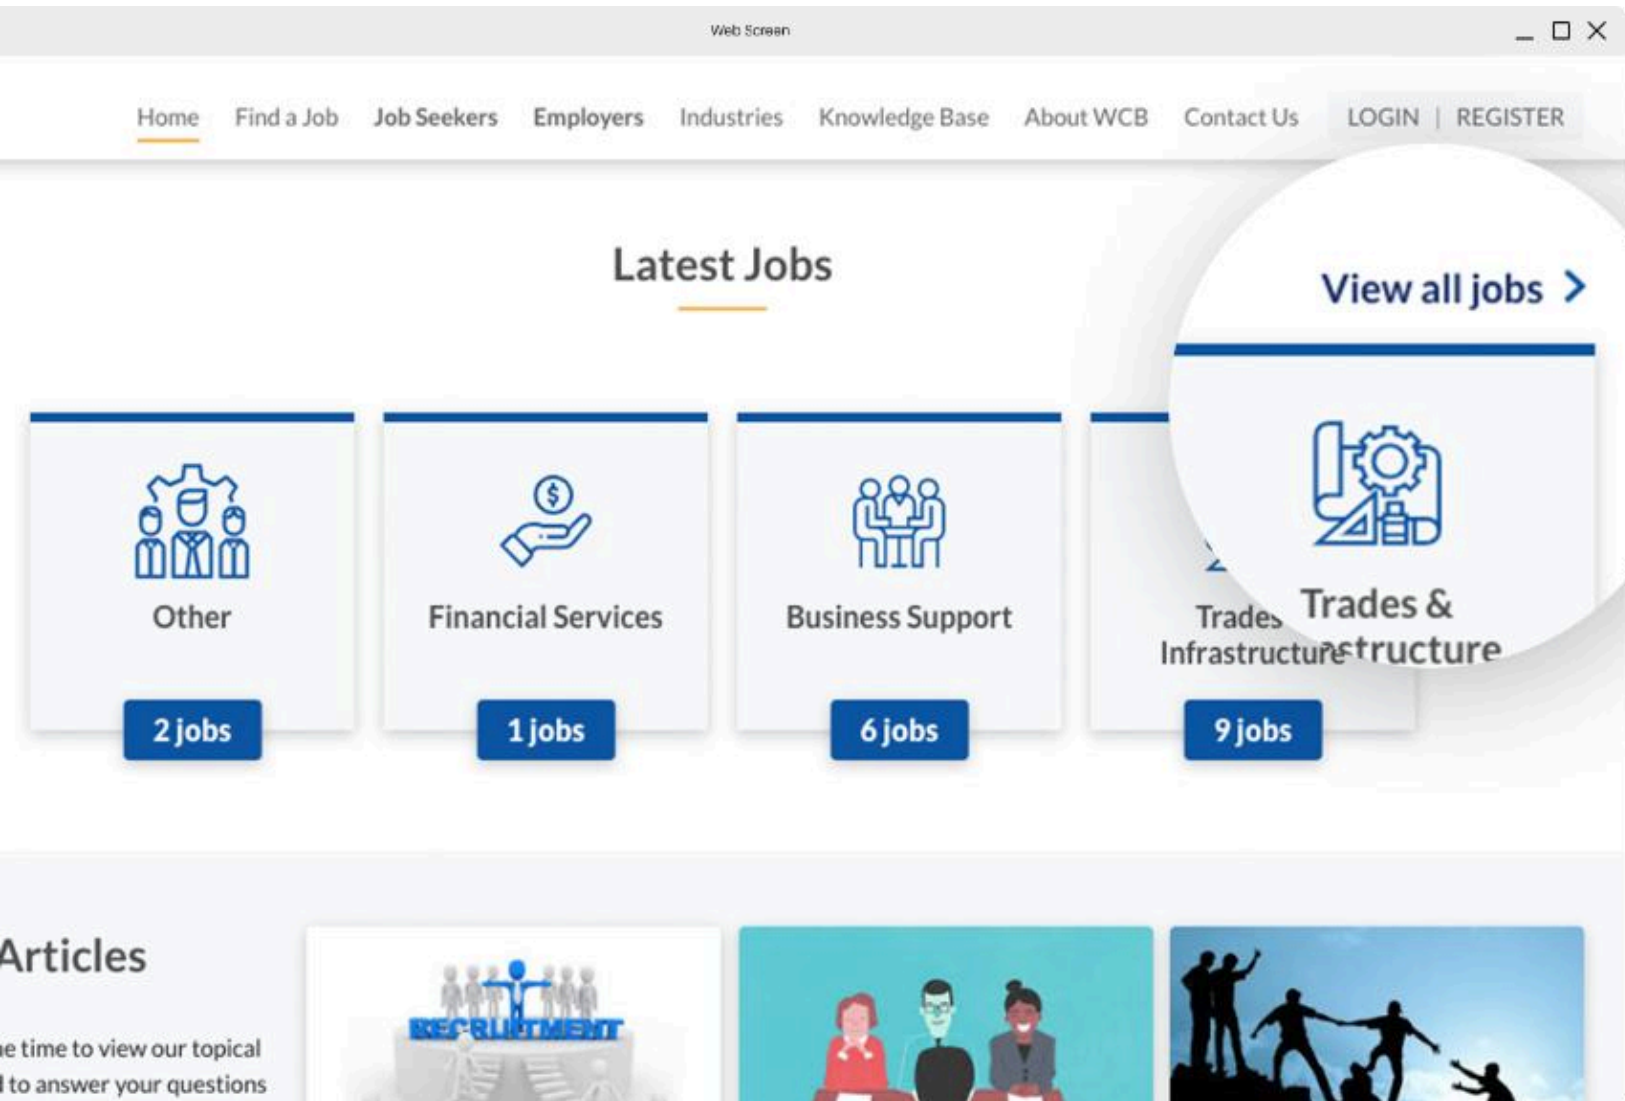 Web Screen
Home Find a Job Job Seekers Employers Industries Knowledge Base About WCB Contact Us LOGIN | REGISTER
Latest Jobs
View all jobs >
Other
Financial Services
Business Support
Trades
Infrastructure
Trades &
astructure
2 jobs
1 jobs
6 jobs
9 jobs
Articles
RECRUITMENT
time to view our topical
to answer your questions